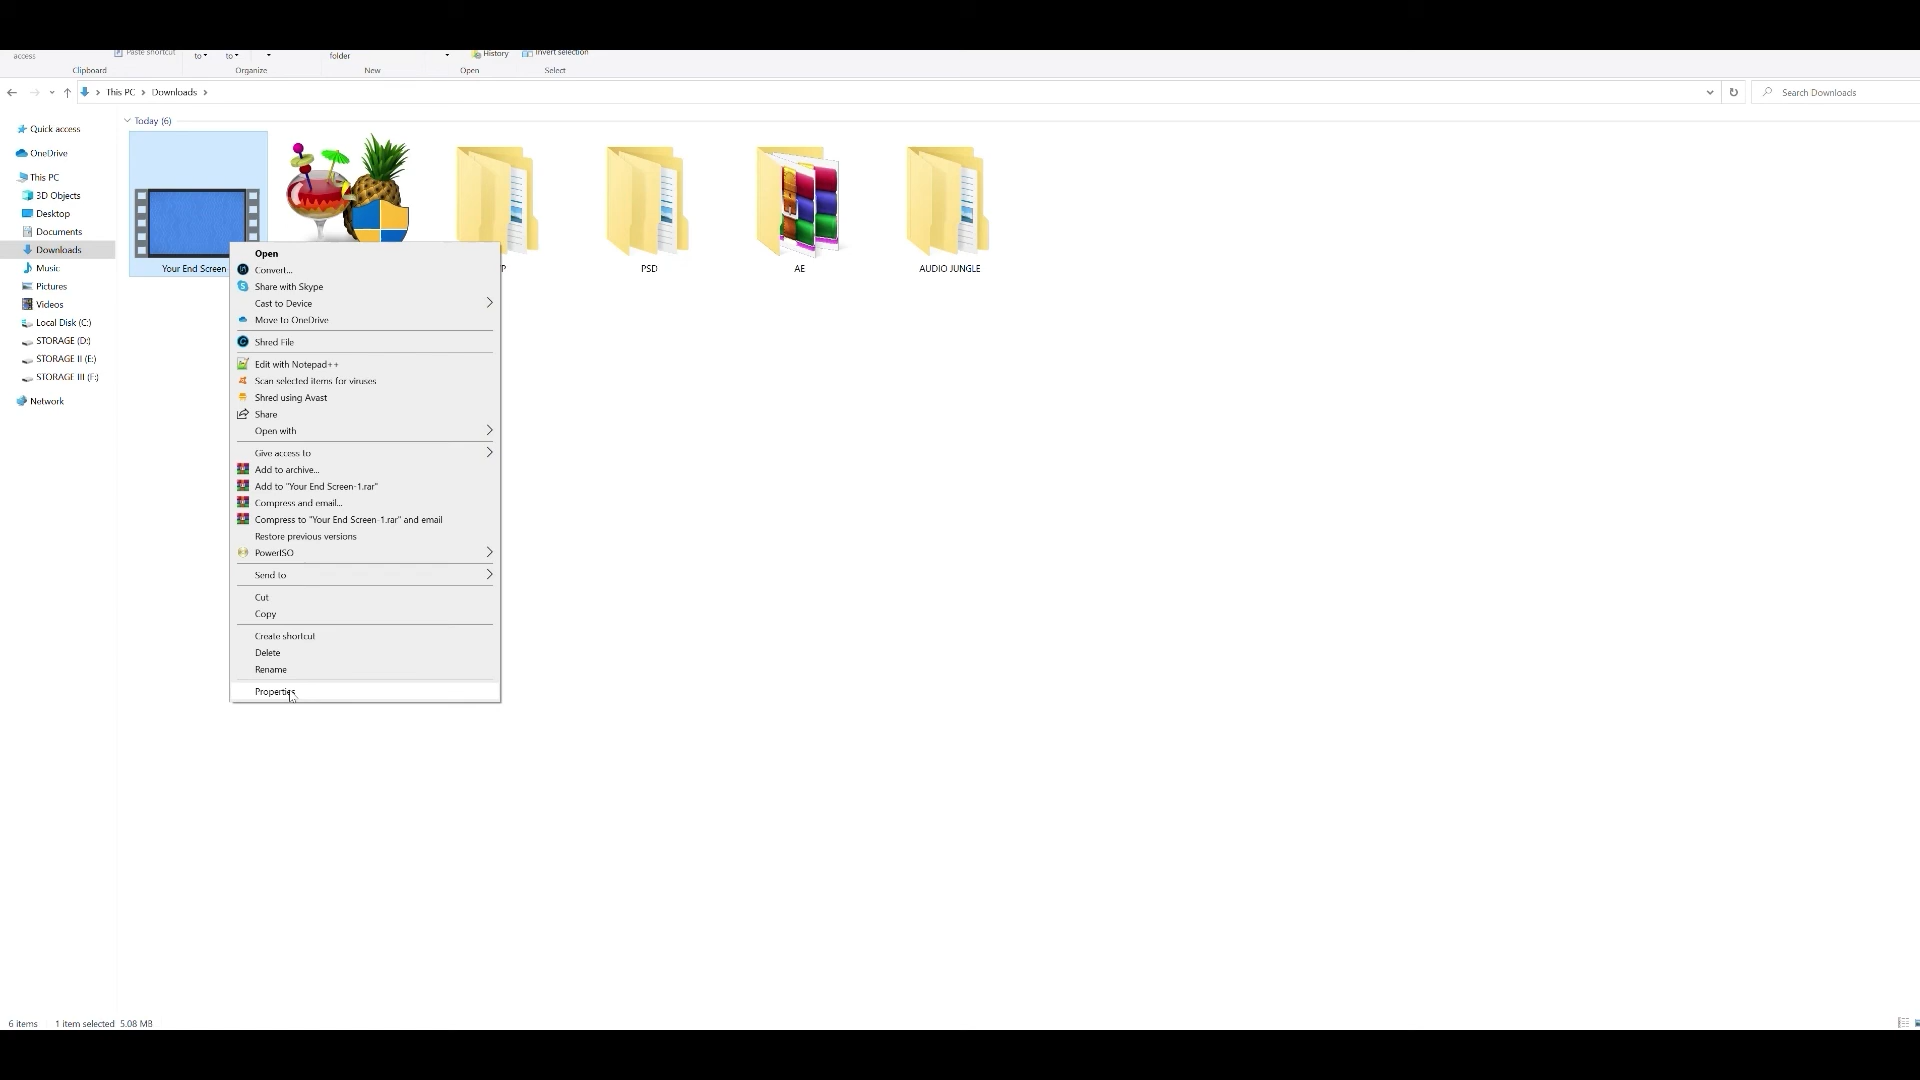 access
Paste shortcut
to
to
folder
History
Invert selection
Clipboard
Organize
New
Open
Select
This PC
Downloads
Search Downloads
Today (6)
Quick access
OneDrive
This PC
3D Objects
Desktop
Documents
Downloads
Music
Pictures
Videos
Local Disk (C:)
STORAGE (D:)
STORAGE II (E:)
STORAGE III (F:)
Network
Your End Screen
P
PSD
AE
AUDIO JUNGLE
Open
Convert...
Share with Skype
Cast to Device
Move to OneDrive
Shred File
Edit with Notepad++
Scan selected items for viruses
Shred using Avast
Share
Open with
Give access to
Add to archive...
Add to "Your End Screen-1.rar"
Compress and email...
Compress to "Your End Screen-1.rar" and email
Restore previous versions
PowerISO
Send to
Cut
Copy
Create shortcut
Delete
Rename
Properties
6 items
1 item selected 5.08 MB